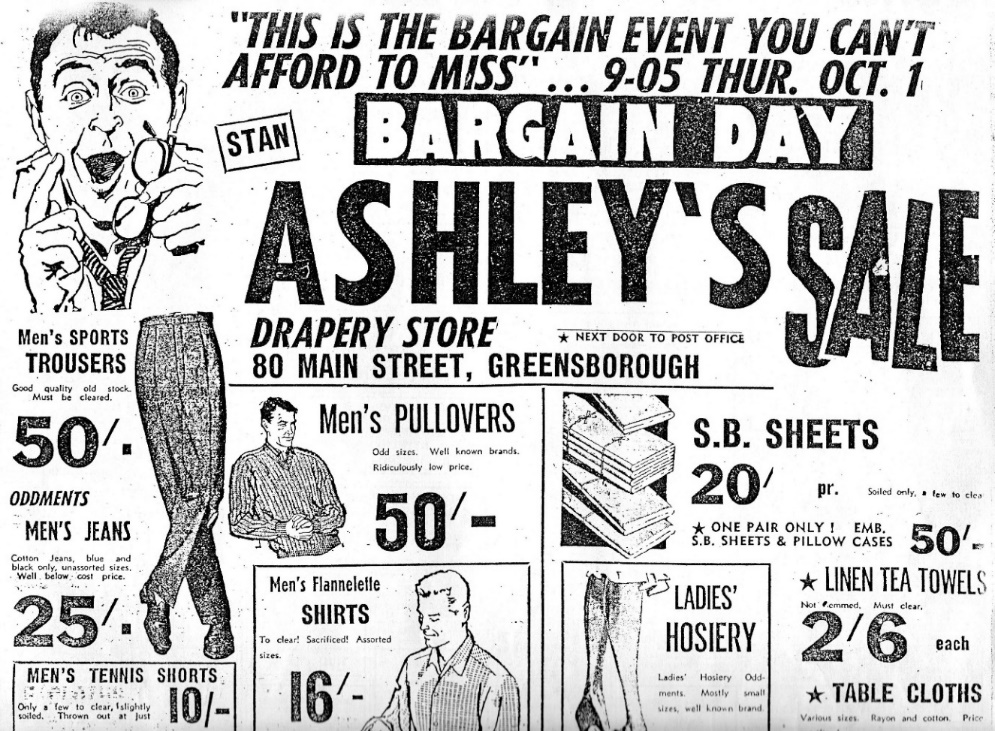 "THIS IS THE BARGAIN EVENT YOU CAN'T
AFFORD TO MISS" ... 9-05 THUR. OCT. 1
STAN
BARGAIN DAY
ASHLEY'S SALE
DRAPERY STORE
★ NEXT DOOR TO POST OFFICE
80 MAIN STREET, GREENSBOROUGH
Men's SPORTS
TROUSERS
Good quality old stock.
Must be cleared.
50/-
ODDMENTS
MEN'S JEANS
Cotton Jeans, blue and
black only, unassorted sizes.
Well below cost price.
25/-
MEN'S TENNIS SHORTS
Only a few to clear, slightly
soiled. Thrown out at just
10/-
Men's PULLOVERS
Odd sizes. Well known brands.
Ridiculously low price.
50/-
Men's Flannelette
SHIRTS
To clear! Sacrificed! Assorted
sizes.
16/-
S.B. SHEETS
20/ pr. Soiled only, a few to clea
★ ONE PAIR ONLY! EMB.
S.B. SHEETS & PILLOW CASES
50/-
LADIES'
HOSIERY
Ladies' Hosiery Odd-
ments. Mostly small
sizes, well known brand.
★ LINEN TEA TOWELS
Not emmed. Must clear.
2/6 each
★ TABLE CLOTHS
Various sizes. Rayon and cotton. Price